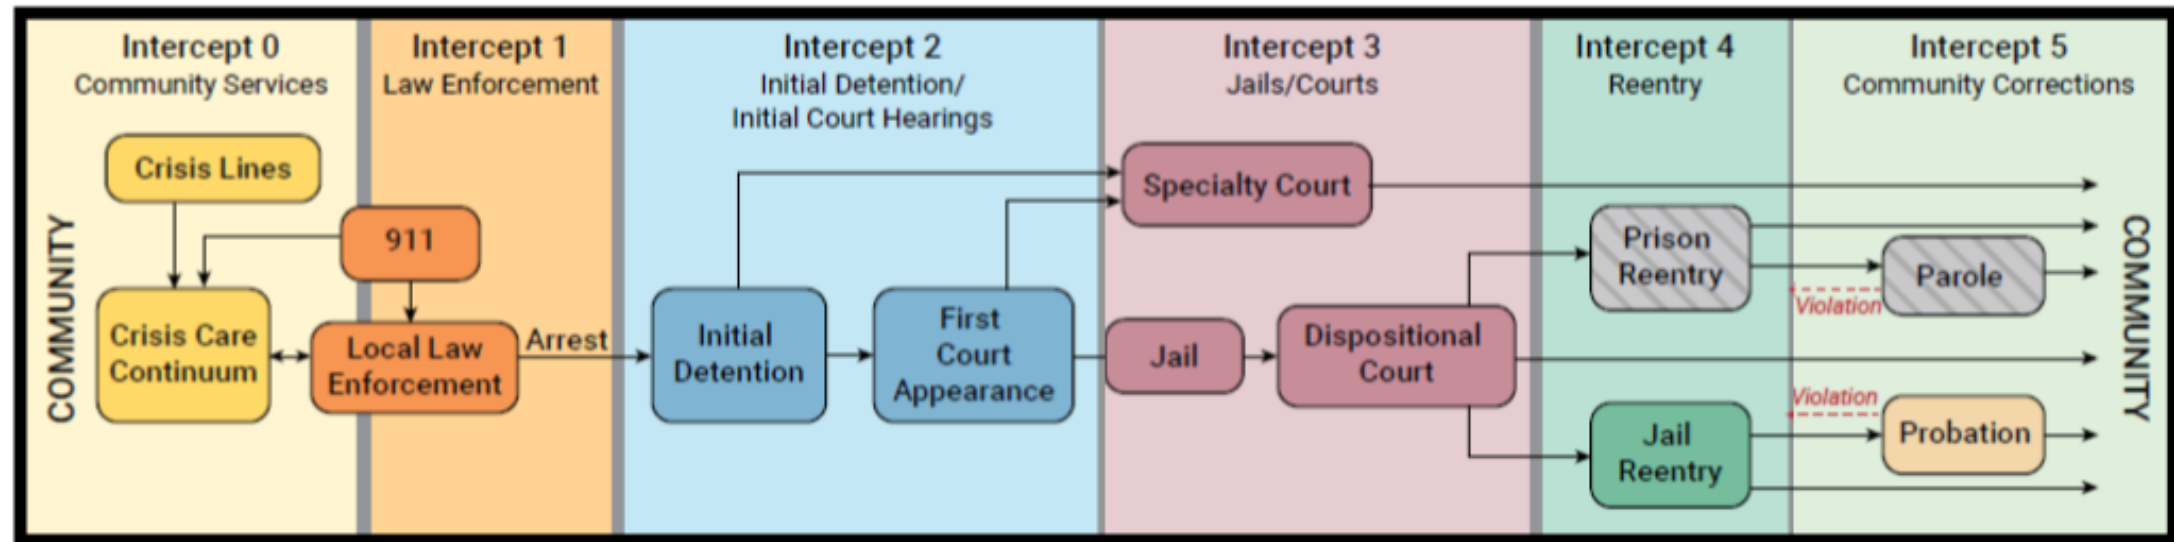 Intercept 0
Community Services
Intercept 1
Law Enforcement
Intercept 2
Initial Detention/
Initial Court Hearings
Intercept 3
Jails/Courts
Intercept 4
Reentry
Intercept 5
Community Corrections
COMMUNITY
Crisis Lines
911
Crisis Care
Continuum
Local Law
Enforcement
Arrest
Initial
Detention
First
Court
Appearance
Specialty Court
Jail
Dispositional
Court
Prison
Reentry
Parole
Violation
Violation
Jail
Reentry
Probation
COMMUNITY